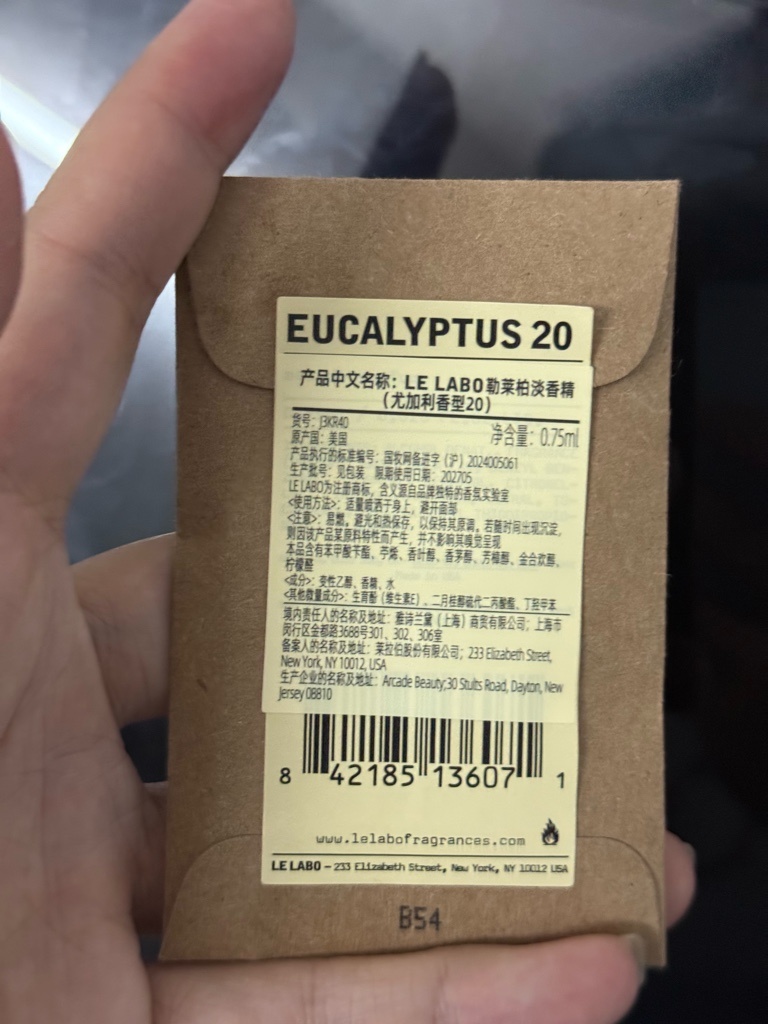 EUCALYPTUS 20
产品中文名称：LE LABO勒莱柏淡香精
（尤加利香型20）
货号：J3KR40
净含量：0.75ml
原产国：美国
产品执行的标准编号：国妆网备进字（沪）2024005061
生产批号：见包装 限期使用日期：202705
LE LABO为注册商标，含义源自品牌独特的香氛实验室
<使用方法>：适量喷洒于身上，避开面部
<注意>：易燃。避光和热保存，以保持其原调。若随时间出现沉淀，
则因该产品某原料特性而产生，并不影响其嗅觉呈现
本品含有苯甲酸苄酯、苧烯、香叶醇、香茅醇、芳樟醇、金合欢醇、
柠檬醛
<成分>：变性乙醇、香精、水
<其他微量成分>：生育酚（维生素E）、二月桂醇硫代二丙酸酯、丁羟甲苯
境内责任人的名称及地址：雅诗兰黛（上海）商贸有限公司；上海市
闵行区金都路3688号301、302、306室
备案人的名称及地址：莱拉伯股份有限公司；233 Elizabeth Street,
New York, NY 10012, USA
生产企业的名称及地址：Arcade Beauty;30 Stults Road, Dayton, New
Jersey 08810
8 42185 13607 1
www.lelabofragrances.com
LE LABO – 233 Elizabeth Street, New York, NY 10012 USA
B54